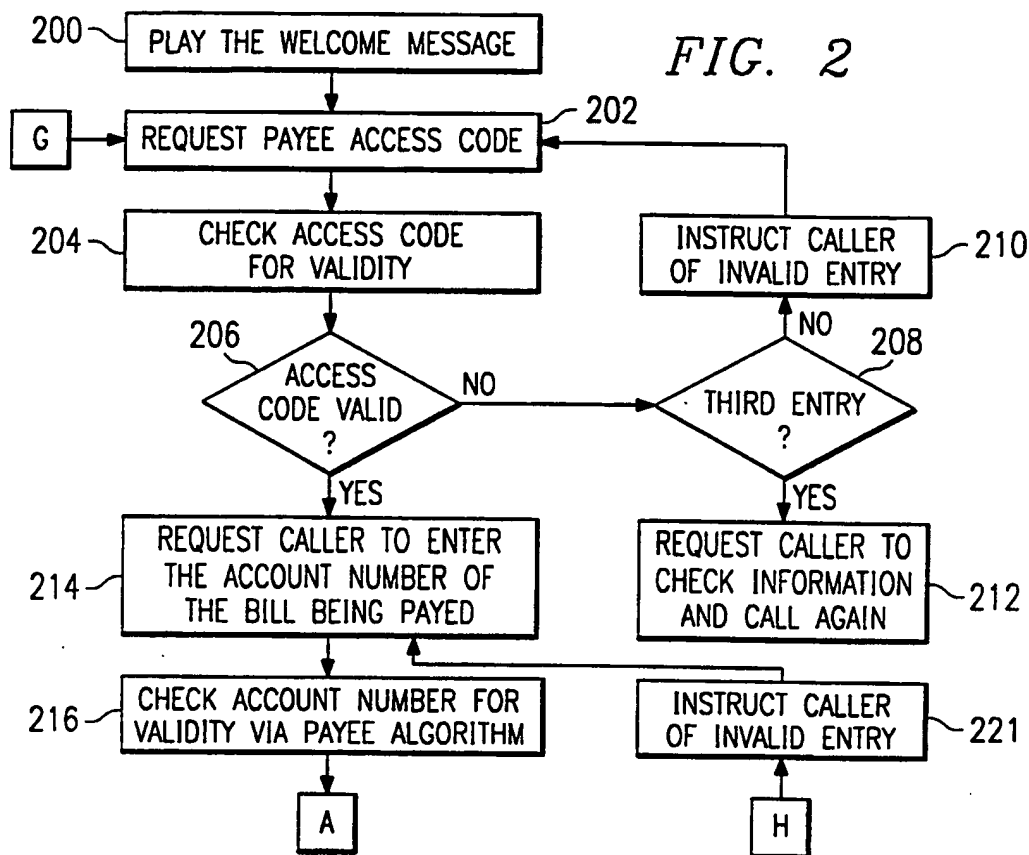 200
PLAY THE WELCOME MESSAGE
FIG. 2
G
REQUEST PAYEE ACCESS CODE
202
204
CHECK ACCESS CODE
FOR VALIDITY
INSTRUCT CALLER
OF INVALID ENTRY
210
206
ACCESS
CODE VALID
?
NO
NO
208
THIRD ENTRY
?
YES
YES
214
REQUEST CALLER TO ENTER
THE ACCOUNT NUMBER OF
THE BILL BEING PAYED
REQUEST CALLER TO
CHECK INFORMATION
AND CALL AGAIN
212
216
CHECK ACCOUNT NUMBER FOR
VALIDITY VIA PAYEE ALGORITHM
INSTRUCT CALLER
OF INVALID ENTRY
221
A
H